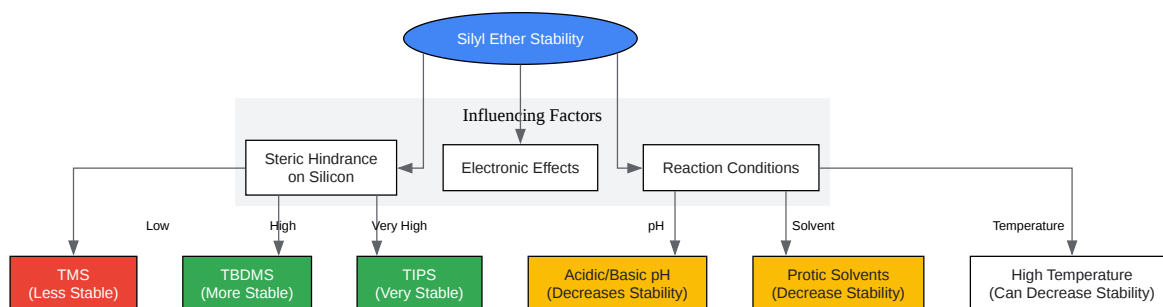 Silyl Ether Stability
Influencing Factors
Steric Hindrance
on Silicon
Electronic Effects
Reaction Conditions
Low
High
Very High
pH
Solvent
Temperature
TMS
(Less Stable)
TBDMS
(More Stable)
TIPS
(Very Stable)
Acidic/Basic pH
(Decreases Stability)
Protic Solvents
(Decrease Stability)
High Temperature
(Can Decrease Stability)